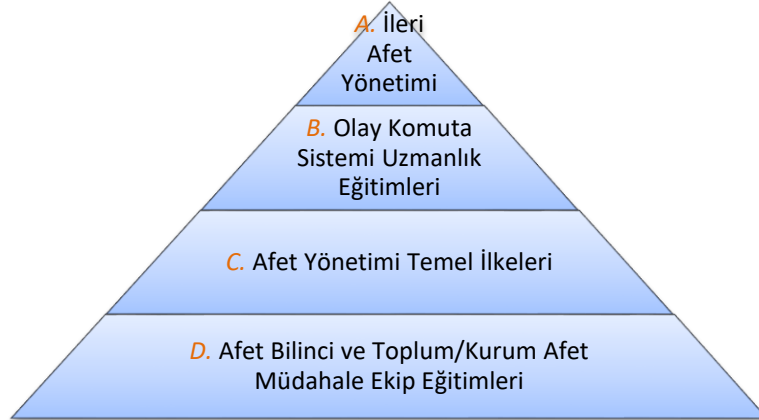 A. İleri
Afet
Yönetimi
B. Olay Komuta
Sistemi Uzmanlık
Eğitimleri
C. Afet Yönetimi Temel İlkeleri
D. Afet Bilinci ve Toplum/Kurum Afet
Müdahale Ekip Eğitimleri